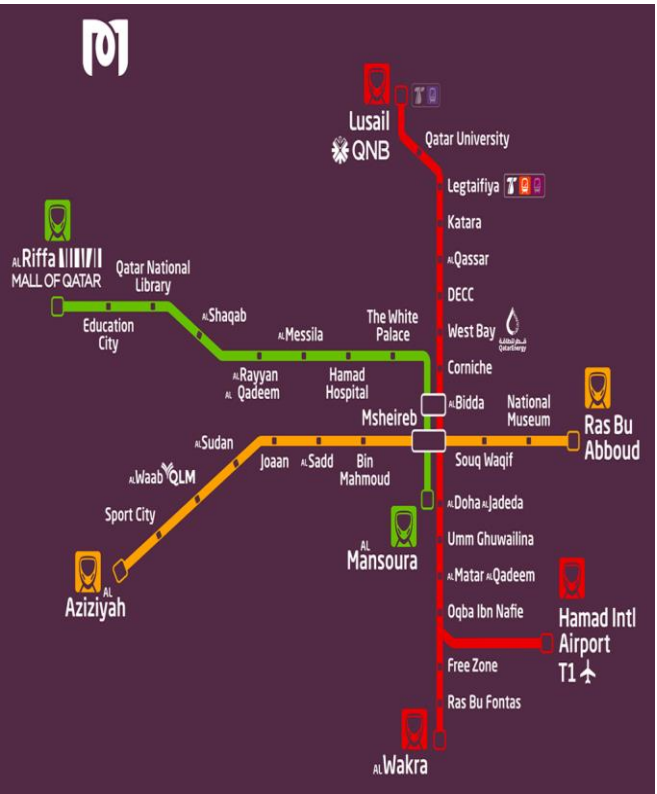 Lusail
QNB
Qatar University
Legtaifiya
Katara
AL Qassar
DECC
West Bay
قطر للطاقة
QatarEnergy
Corniche
AL Bidda
AL Riffa
MALL OF QATAR
Education
City
Qatar National
Library
AL Shaqab
AL Rayyan
AL Qadeem
AL Messila
Hamad
Hospital
The White
Palace
Msheireb
AL
Mansoura
National
Museum
Ras Bu
Abboud
Souq Waqif
Bin
Mahmoud
AL Sadd
Joaan
AL Sudan
AL Waab QLM
Sport City
AL
Aziziyah
AL Doha AL Jadeda
Umm Ghuwailina
AL Matar AL Qadeem
Oqba Ibn Nafie
Hamad Intl
Airport
T1
Free Zone
Ras Bu Fontas
AL Wakra